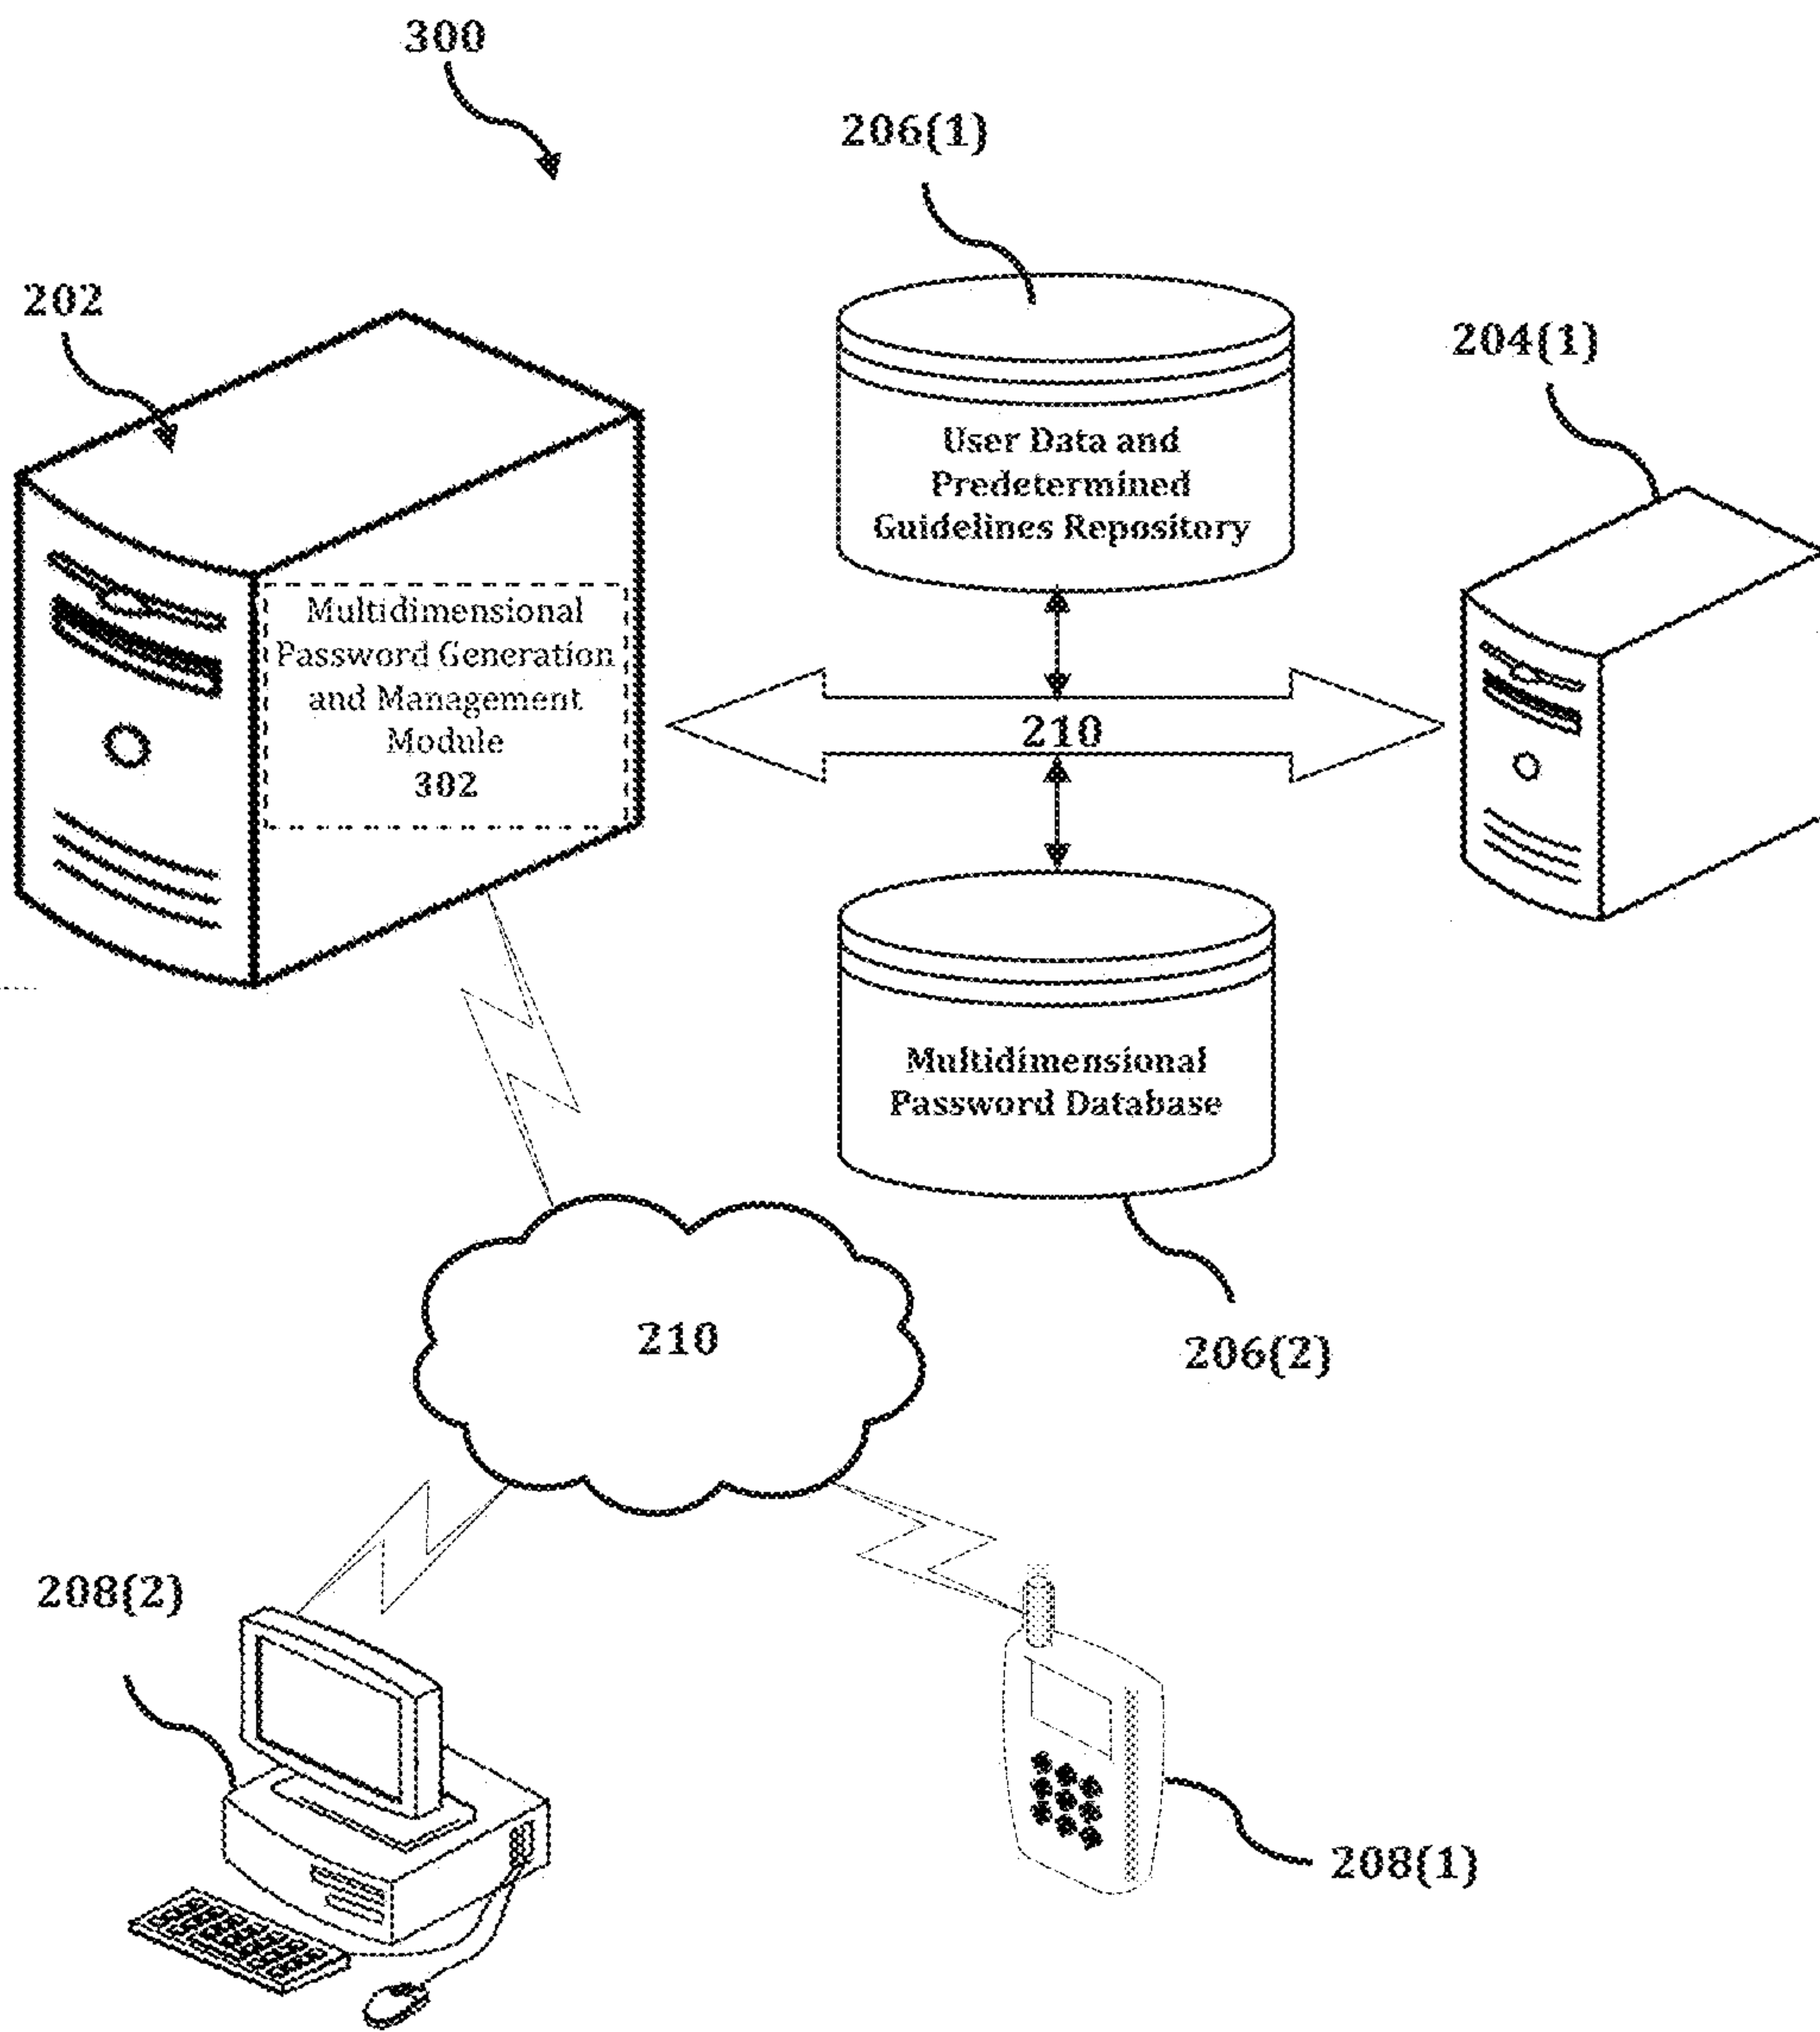 300
206(1)
202
204(1)
User Data and
Predetermined
Guidelines Repository
Multidimensional
Password Generation
and Management
Module
302
210
Multidimensional
Password Database
206(2)
210
208(2)
208(1)